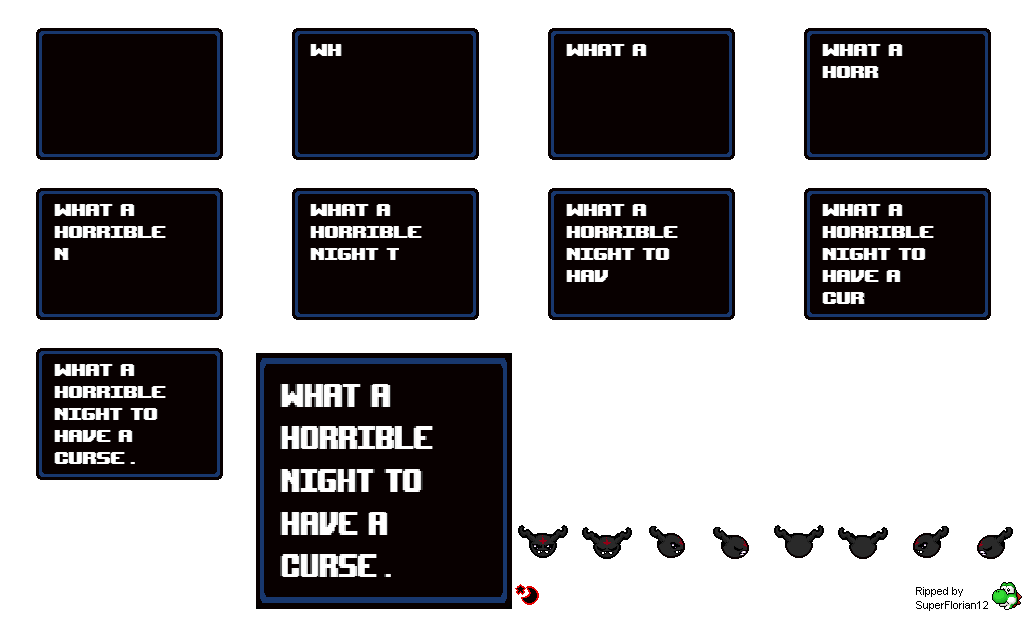 WH
WHAT A
WHAT A
HORR
WHAT A
HORRIBLE
N
WHAT A
HORRIBLE
NIGHT T
WHAT A
HORRIBLE
NIGHT TO
HAV
WHAT A
HORRIBLE
NIGHT TO
HAVE A
CUR
WHAT A
HORRIBLE
NIGHT TO
HAVE A
CURSE.
WHAT A
HORRIBLE
NIGHT TO
HAVE A
CURSE.
Ripped by
SuperFlorian12